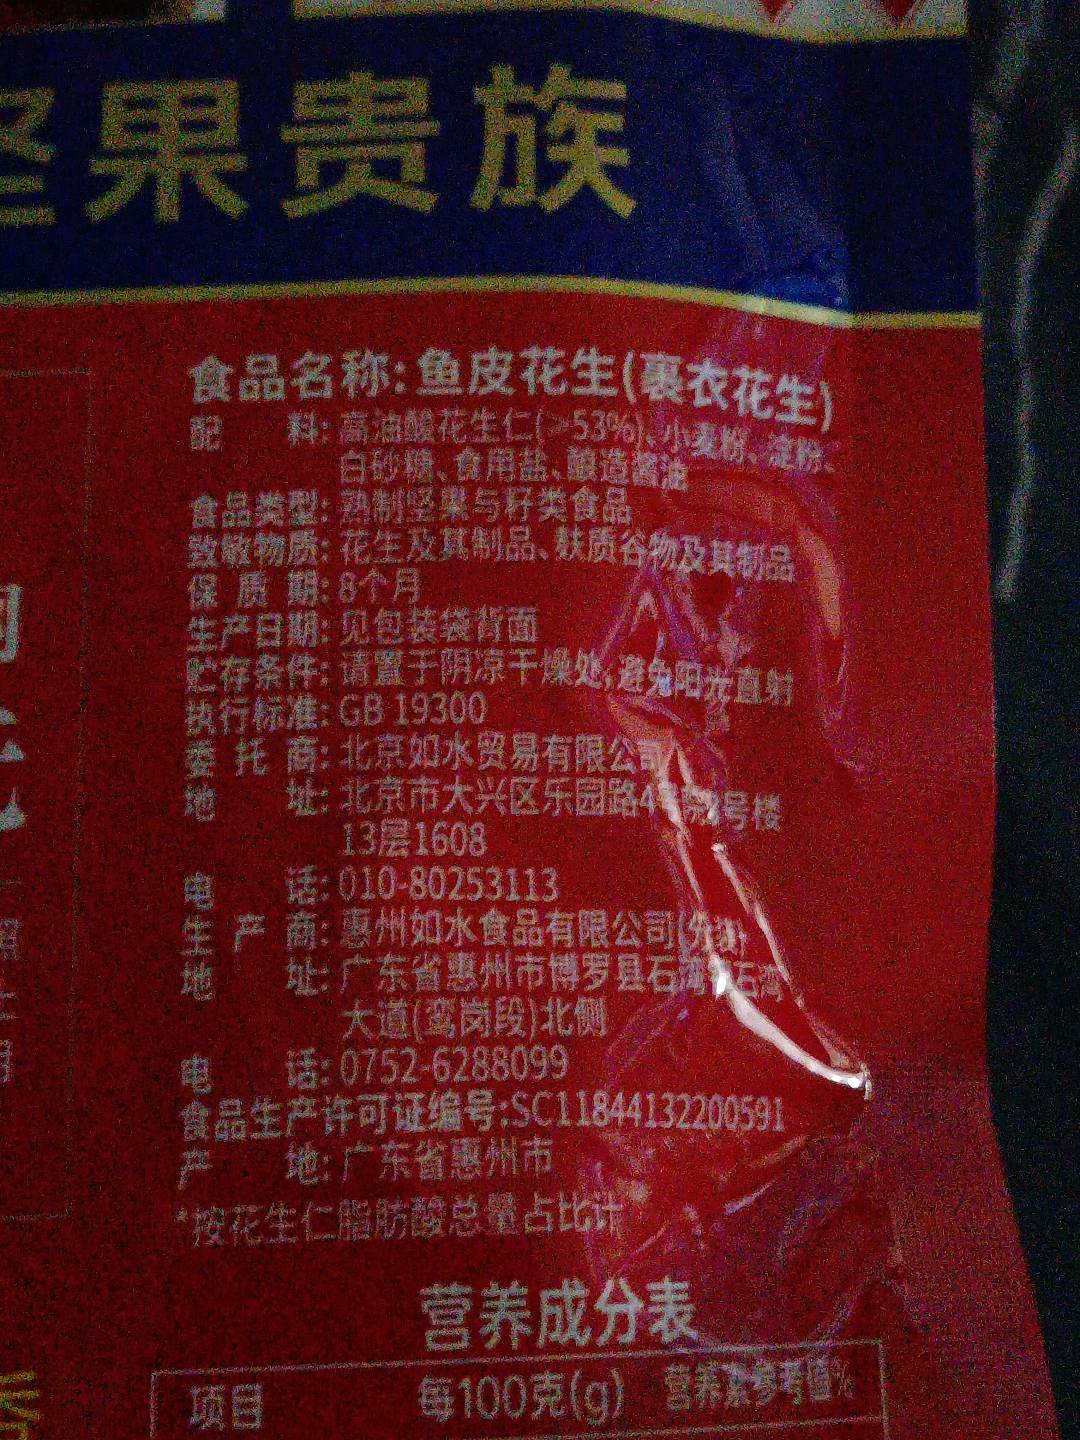 果贵族
食品名称:鱼皮花生(裹衣花生)
配料:高油酸花生仁(≥53%)、小麦粉、淀粉、
白砂糖、食用盐、酿造酱油
食品类型:熟制坚果与籽类食品
致敏物质:花生及其制品、麸质谷物及其制品
保质期:8个月
生产日期:见包装袋背面
贮存条件:请置于阴凉干燥处,避免阳光直射
执行标准:GB 19300
委托商:北京如水贸易有限公司
地址:北京市大兴区乐园路4 号楼
13层1608
电话:010-80253113
生产商:惠州如水食品有限公司
地址:广东省惠州市博罗县石湾 石湾
大道(鸾岗段)北侧
电话:0752-6288099
食品生产许可证编号:SC11844132200591
产地:广东省惠州市
*按花生仁脂肪酸总量占比计
营养成分表
项目 每100克(g) 营养素参考值%